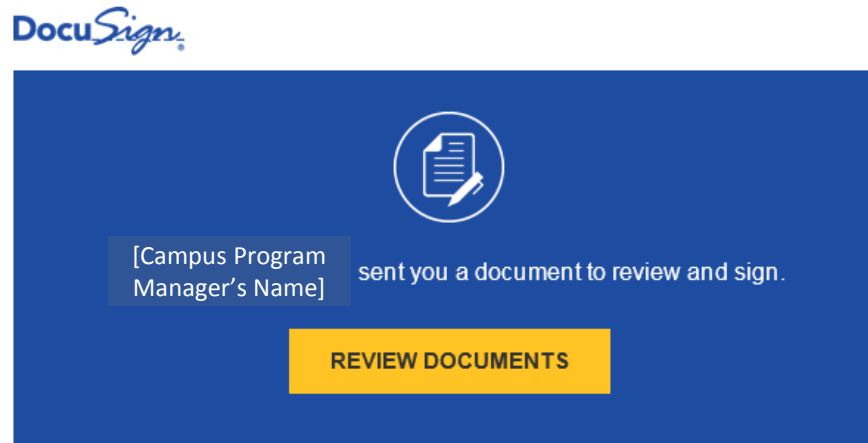 DocuSign
[Campus Program
Manager's Name] sent you a document to review and sign.
REVIEW DOCUMENTS